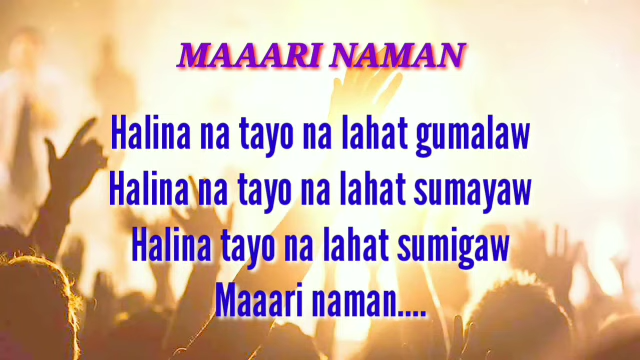 MAAARI NAMAN
Halina na tayo na lahat gumalaw
Halina na tayo na lahat sumayaw
Halina tayo na lahat sumigaw
Maaari naman....